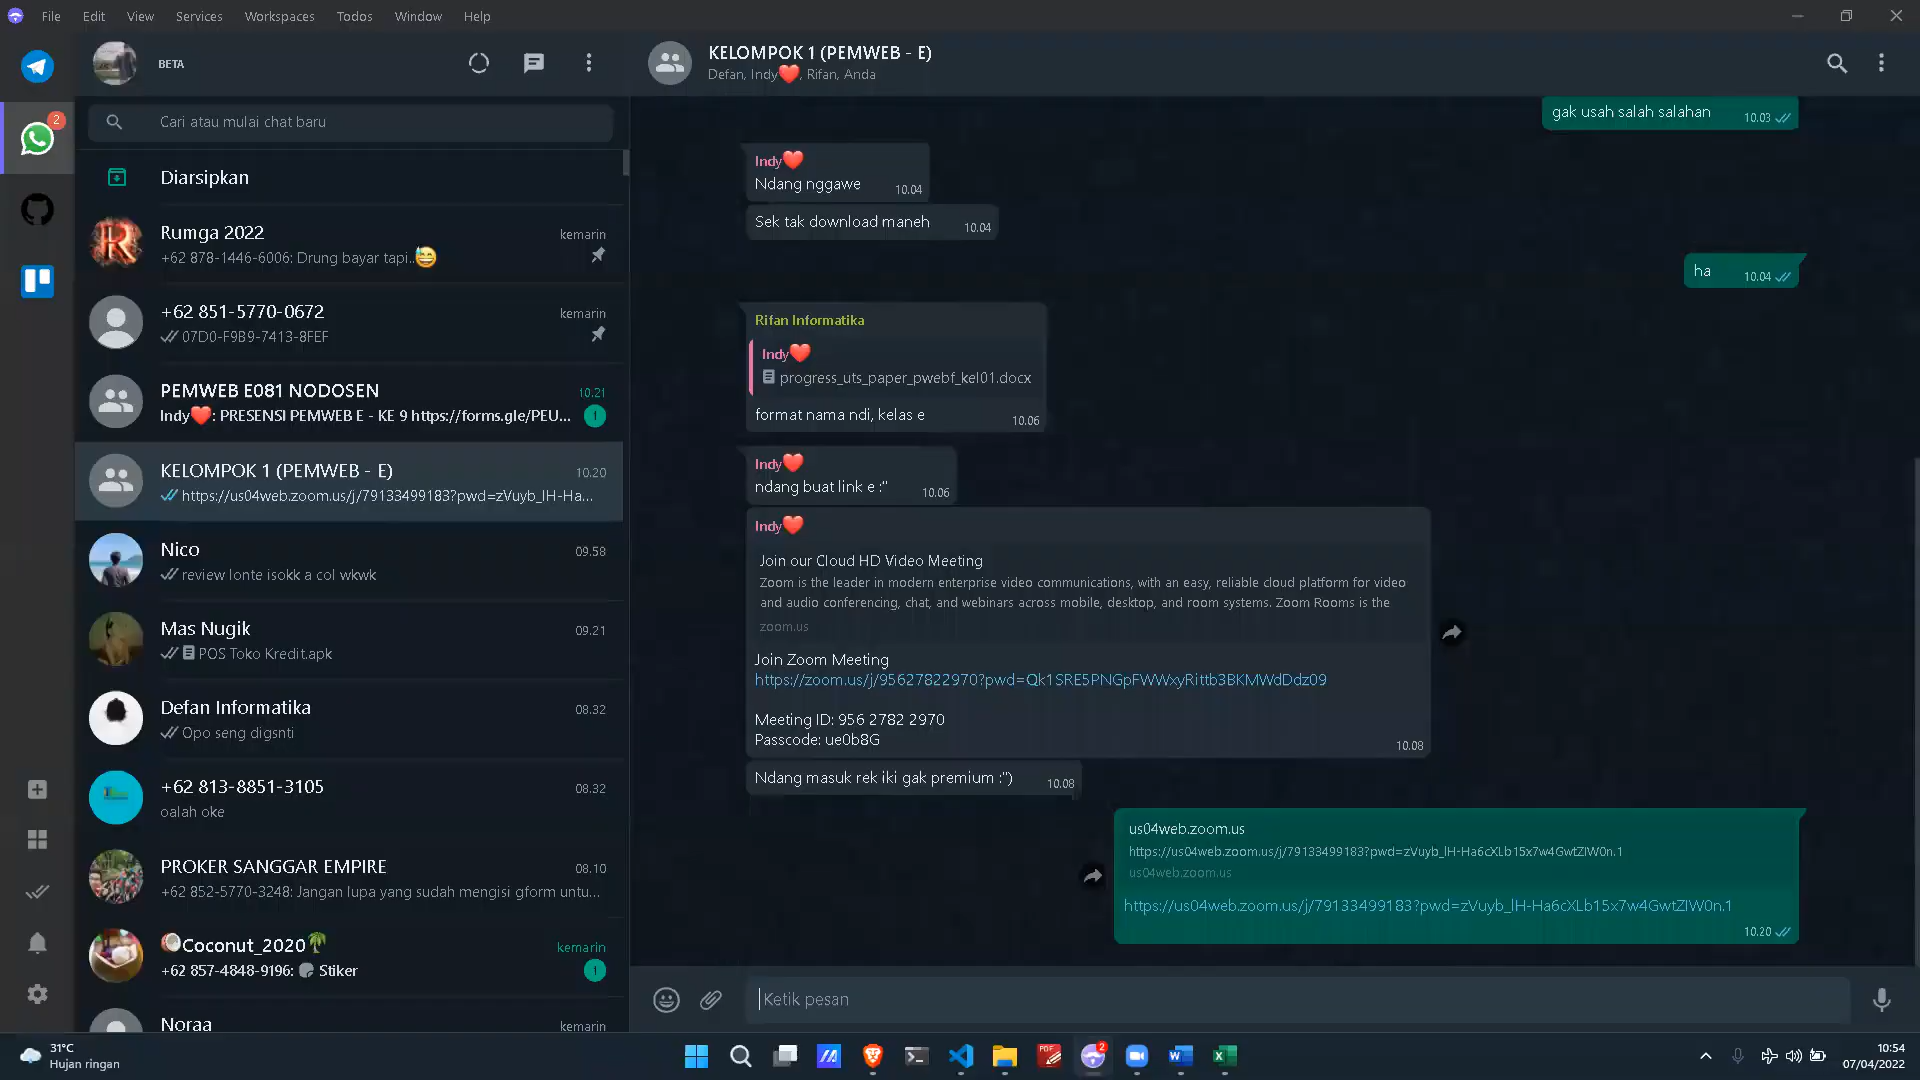 File Edit View Services Workspaces Todos Window Help
BETA
2
Cari atau mulai chat baru
Diarsipkan
Rumga 2022
kemarin
+62 878-1446-6006: Drung bayar tapi..😅
+62 851-5770-0672
kemarin
07D0-F9B9-7413-8FEF
PEMWEB E081 NODOSEN
10.21
Indy❤️: PRESENSI PEMWEB E - KE 9 https://forms.gle/PEU...
1
KELOMPOK 1 (PEMWEB - E)
10.20
https://us04web.zoom.us/j/79133499183?pwd=zVuyb_lH-Ha...
Nico
09.58
review lonte isokk a col wkwk
Mas Nugik
09.21
POS Toko Kredit.apk
Defan Informatika
08.32
Opo seng digsnti
+62 813-8851-3105
08.32
oalah oke
PROKER SANGGAR EMPIRE
08.10
+62 852-5770-3248: Jangan lupa yang sudah mengisi gform untu...
🥥Coconut_2020🌴
kemarin
+62 857-4848-9196: Stiker
1
Noraa
kemarin
KELOMPOK 1 (PEMWEB - E)
Defan, Indy❤️, Rifan, Anda
gak usah salah salahan
10.03
Indy❤️
Ndang nggawe
10.04
Sek tak download maneh
10.04
ha
10.04
Rifan Informatika
Indy❤️
progress_uts_paper_pwebf_kel01.docx
format nama ndi, kelas e
10.06
Indy❤️
ndang buat link e :"
10.06
Indy❤️
Join our Cloud HD Video Meeting
Zoom is the leader in modern enterprise video communications, with an easy, reliable cloud platform for video
and audio conferencing, chat, and webinars across mobile, desktop, and room systems. Zoom Rooms is the
zoom.us
Join Zoom Meeting
https://zoom.us/j/95627822970?pwd=Qk1SRE5PNGpFWWxyRittb3BKMWdDdz09
Meeting ID: 956 2782 2970
Passcode: ue0b8G
10.08
Ndang masuk rek iki gak premium :")
10.08
us04web.zoom.us
https://us04web.zoom.us/j/79133499183?pwd=zVuyb_lH-Ha6cXLb15x7w4GwtZIW0n.1
us04web.zoom.us
https://us04web.zoom.us/j/79133499183?pwd=zVuyb_lH-Ha6cXLb15x7w4GwtZIW0n.1
10.20
Ketik pesan
31°C
Hujan ringan
PDF
2
10:54
07/04/2022